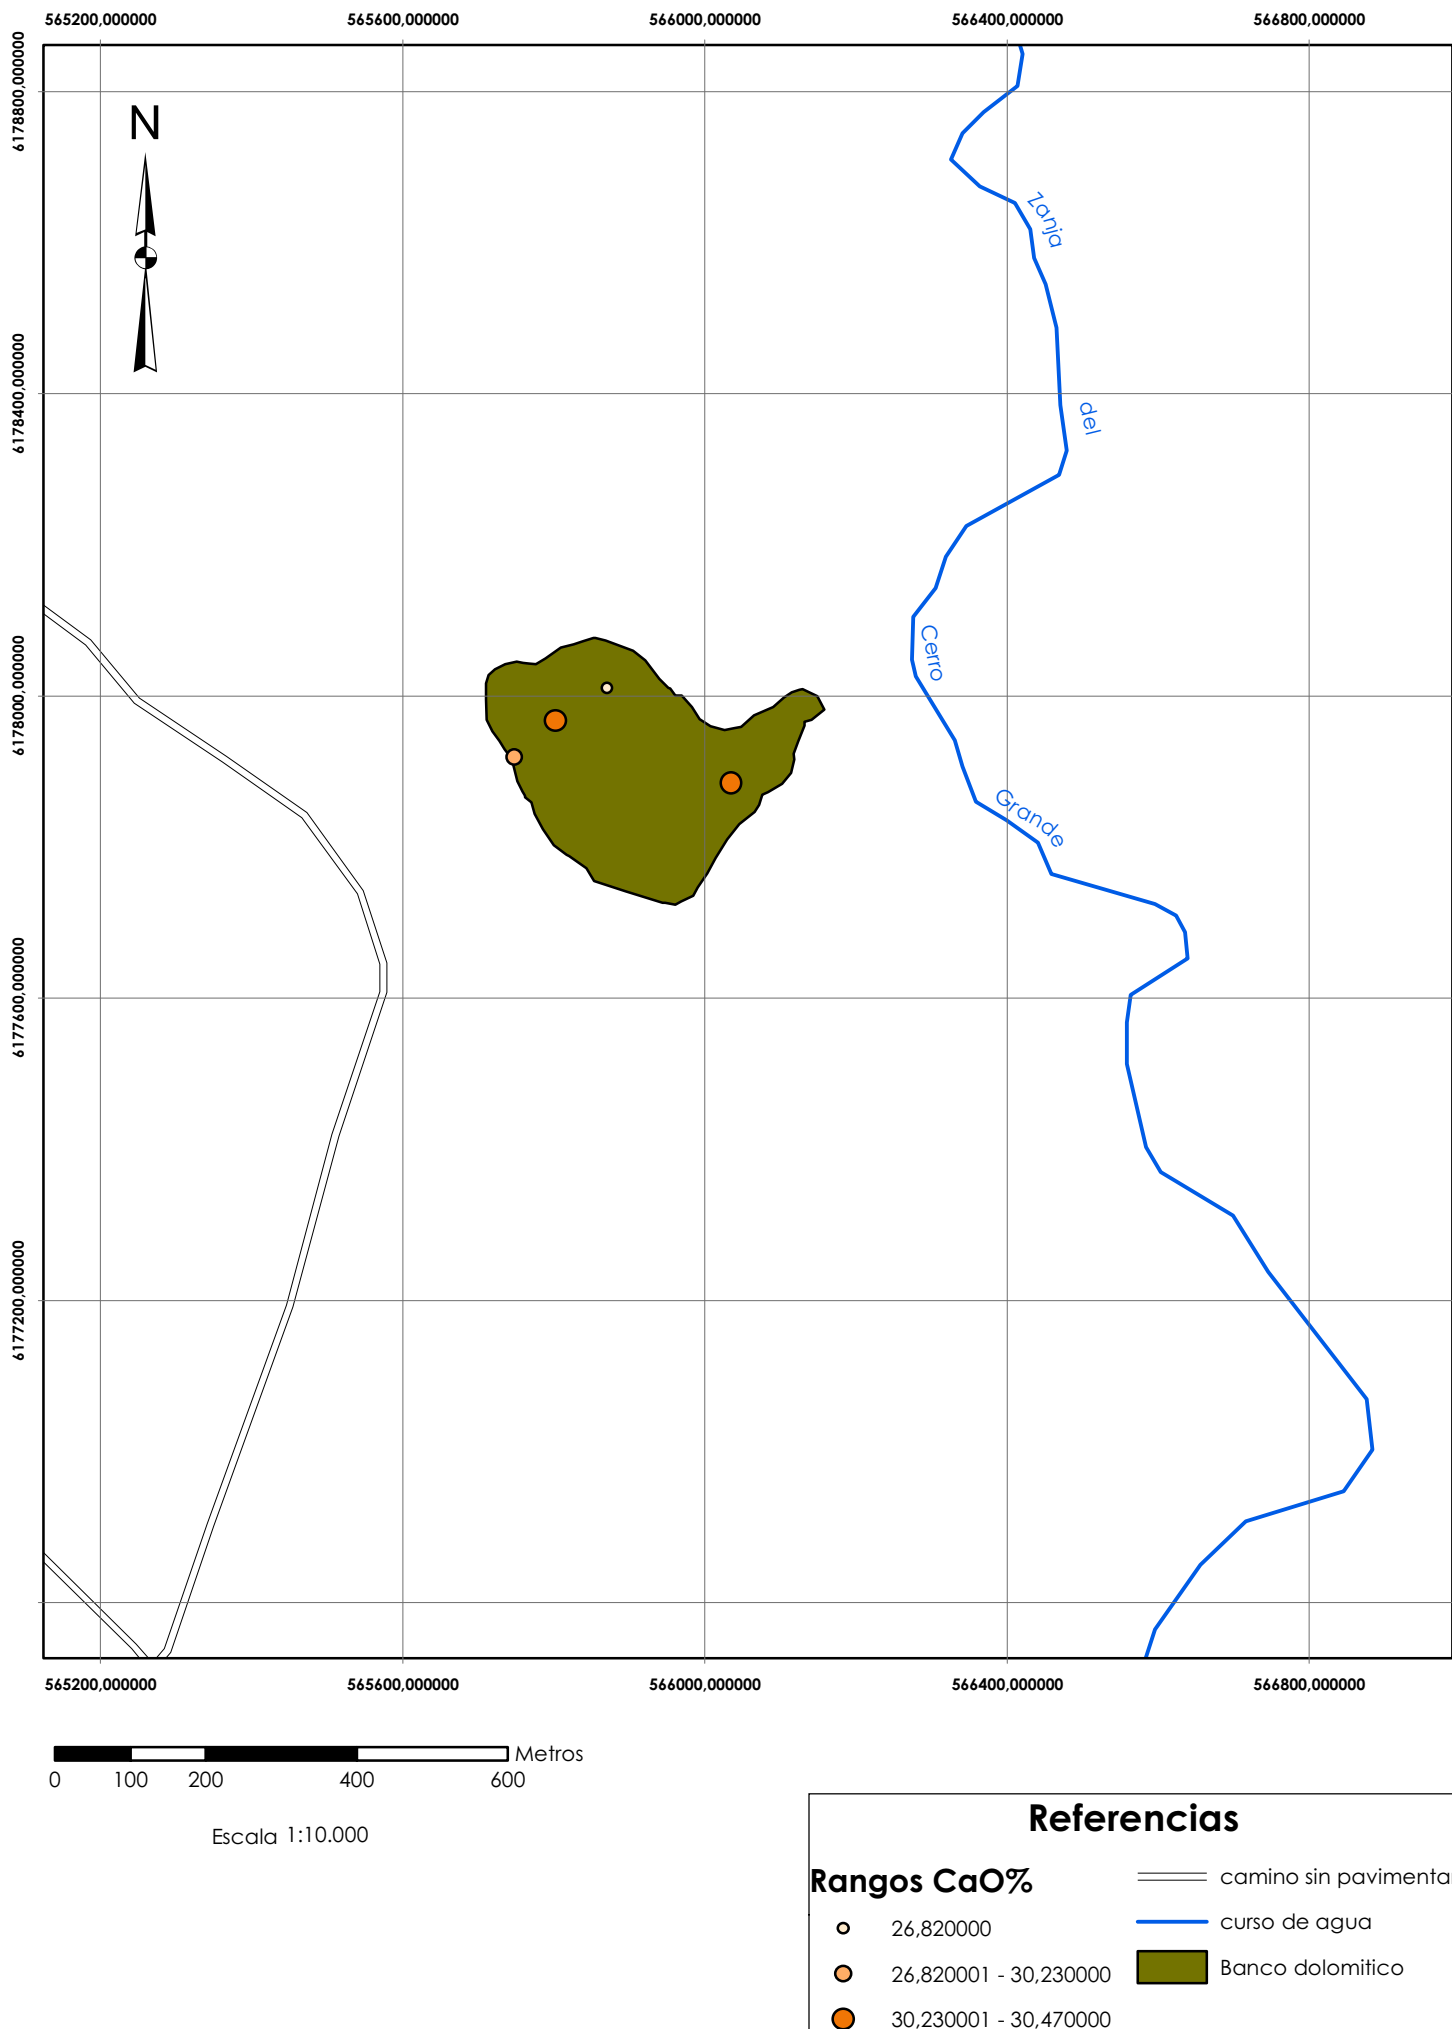 565200,000000 565600,000000 566000,000000 566400,000000 566800,000000
6178800,000000
6178400,000000
6178000,000000
6177600,000000
6177200,000000
N
Zanja
del
Cerro
Grande
565200,000000 565600,000000 566000,000000 566400,000000 566800,000000
Metros
0 100 200 400 600
Escala 1:10.000
Referencias
Rangos CaO%
26,820000
26,820001 - 30,230000
30,230001 - 30,470000
camino sin pavimenta
curso de agua
Banco dolomitico